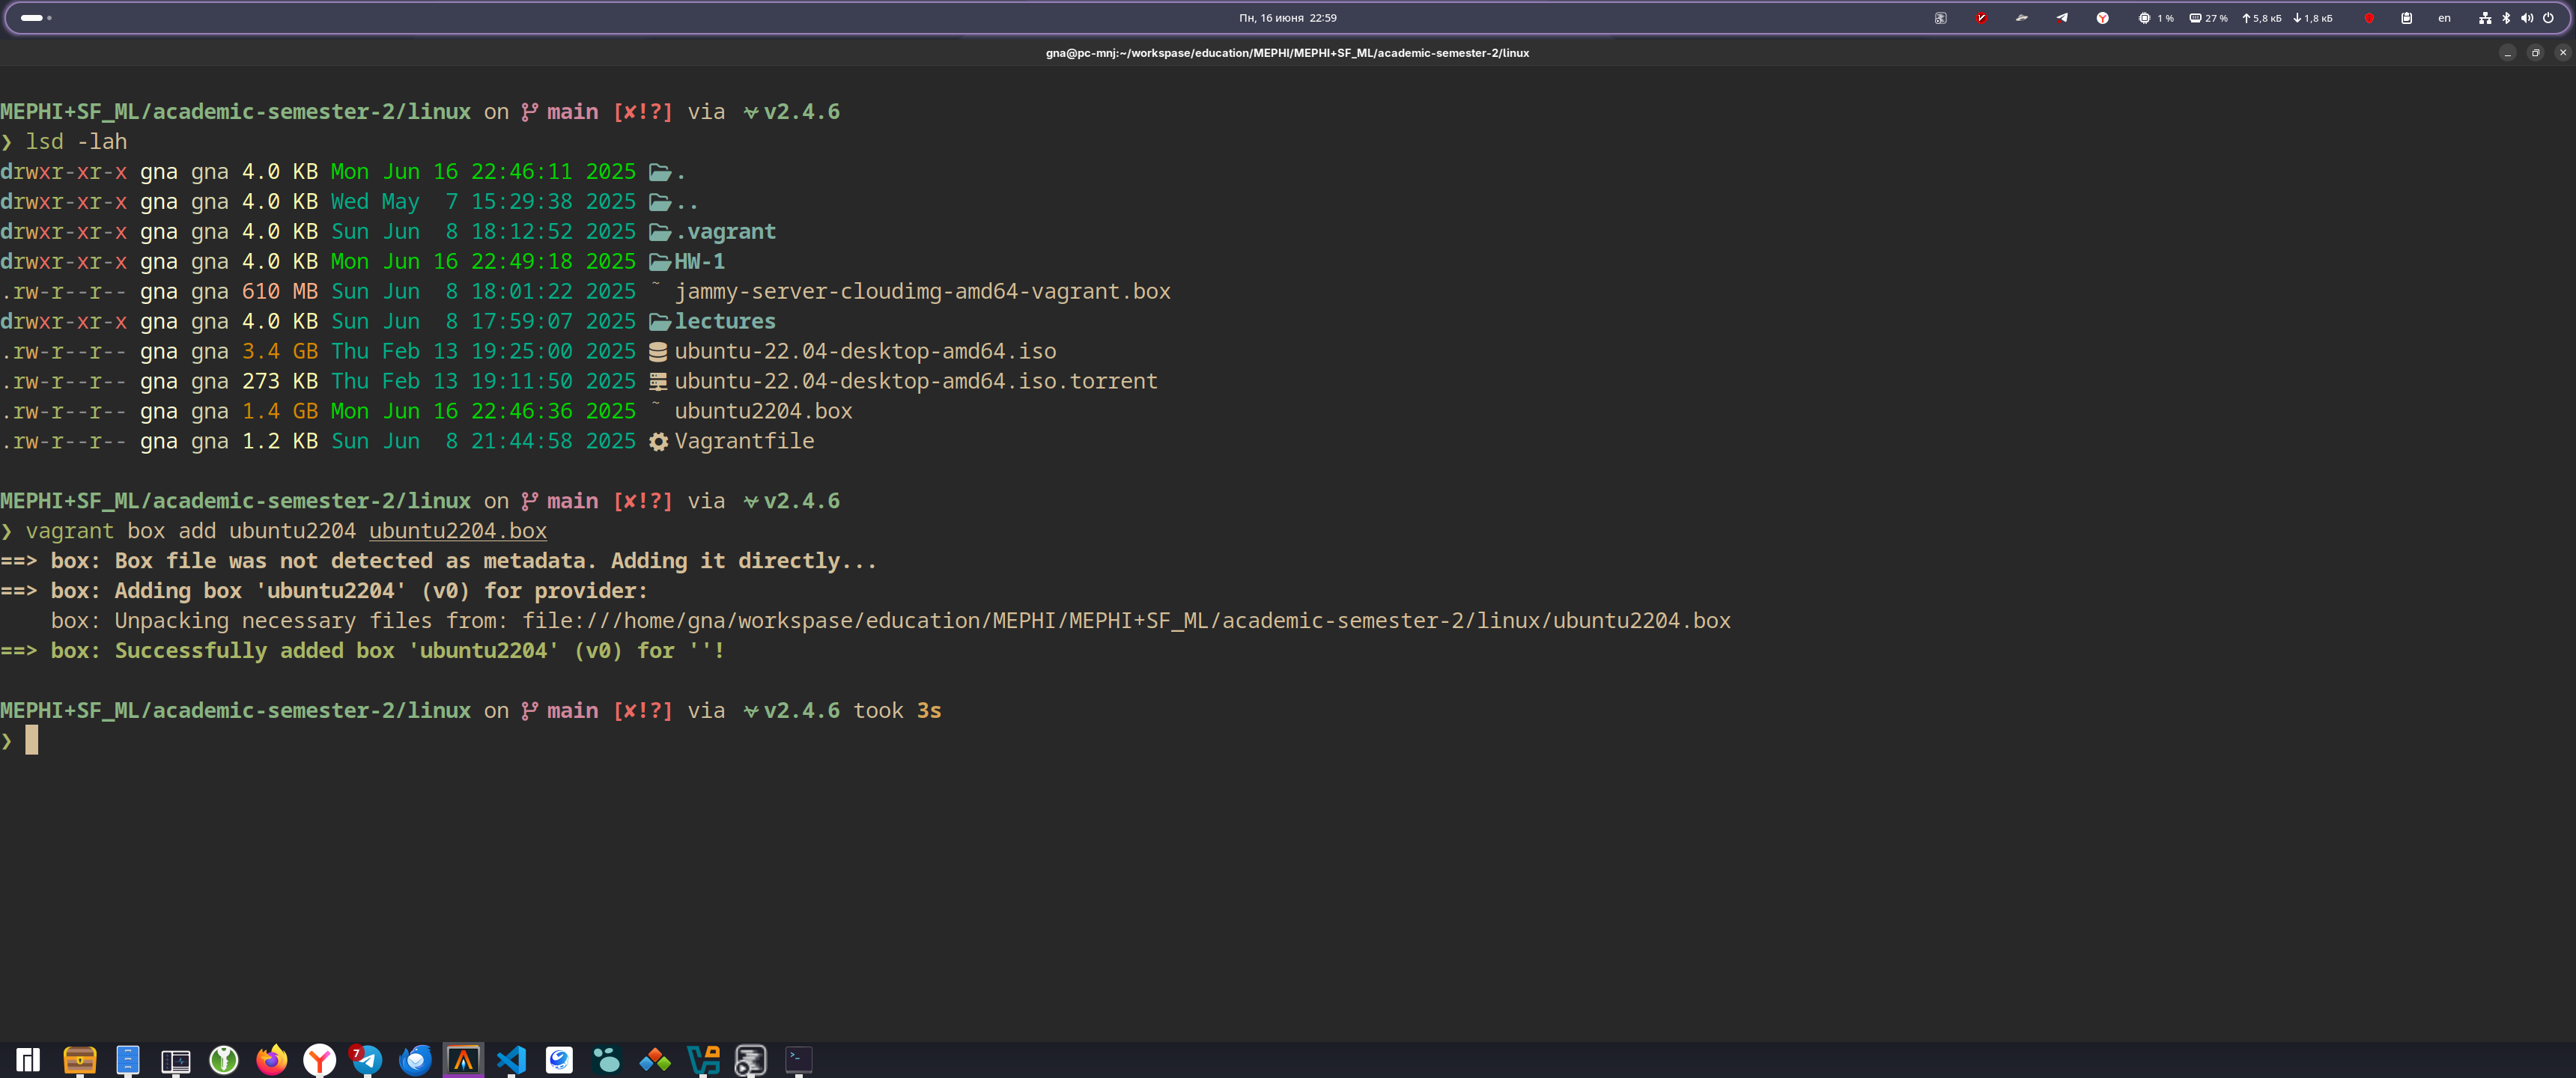 Пн, 16 июня 22:59
1 % 27 % 5,8 кБ 1,8 кБ en
gna@pc-mnj:~/workspase/education/MEPHI/MEPHI+SF_ML/academic-semester-2/linux
MEPHI+SF_ML/academic-semester-2/linux on main [✘!?] via v2.4.6
❯ lsd -lah
drwxr-xr-x gna gna 4.0 KB Mon Jun 16 22:46:11 2025 .
drwxr-xr-x gna gna 4.0 KB Wed May 7 15:29:38 2025 ..
drwxr-xr-x gna gna 4.0 KB Sun Jun 8 18:12:52 2025 .vagrant
drwxr-xr-x gna gna 4.0 KB Mon Jun 16 22:49:18 2025 HW-1
.rw-r--r-- gna gna 610 MB Sun Jun 8 18:01:22 2025 jammy-server-cloudimg-amd64-vagrant.box
drwxr-xr-x gna gna 4.0 KB Sun Jun 8 17:59:07 2025 lectures
.rw-r--r-- gna gna 3.4 GB Thu Feb 13 19:25:00 2025 ubuntu-22.04-desktop-amd64.iso
.rw-r--r-- gna gna 273 KB Thu Feb 13 19:11:50 2025 ubuntu-22.04-desktop-amd64.iso.torrent
.rw-r--r-- gna gna 1.4 GB Mon Jun 16 22:46:36 2025 ubuntu2204.box
.rw-r--r-- gna gna 1.2 KB Sun Jun 8 21:44:58 2025 Vagrantfile
MEPHI+SF_ML/academic-semester-2/linux on main [✘!?] via v2.4.6
❯ vagrant box add ubuntu2204 ubuntu2204.box
==> box: Box file was not detected as metadata. Adding it directly...
==> box: Adding box 'ubuntu2204' (v0) for provider:
box: Unpacking necessary files from: file:///home/gna/workspase/education/MEPHI/MEPHI+SF_ML/academic-semester-2/linux/ubuntu2204.box
==> box: Successfully added box 'ubuntu2204' (v0) for ''!
MEPHI+SF_ML/academic-semester-2/linux on main [✘!?] via v2.4.6 took 3s
❯
7